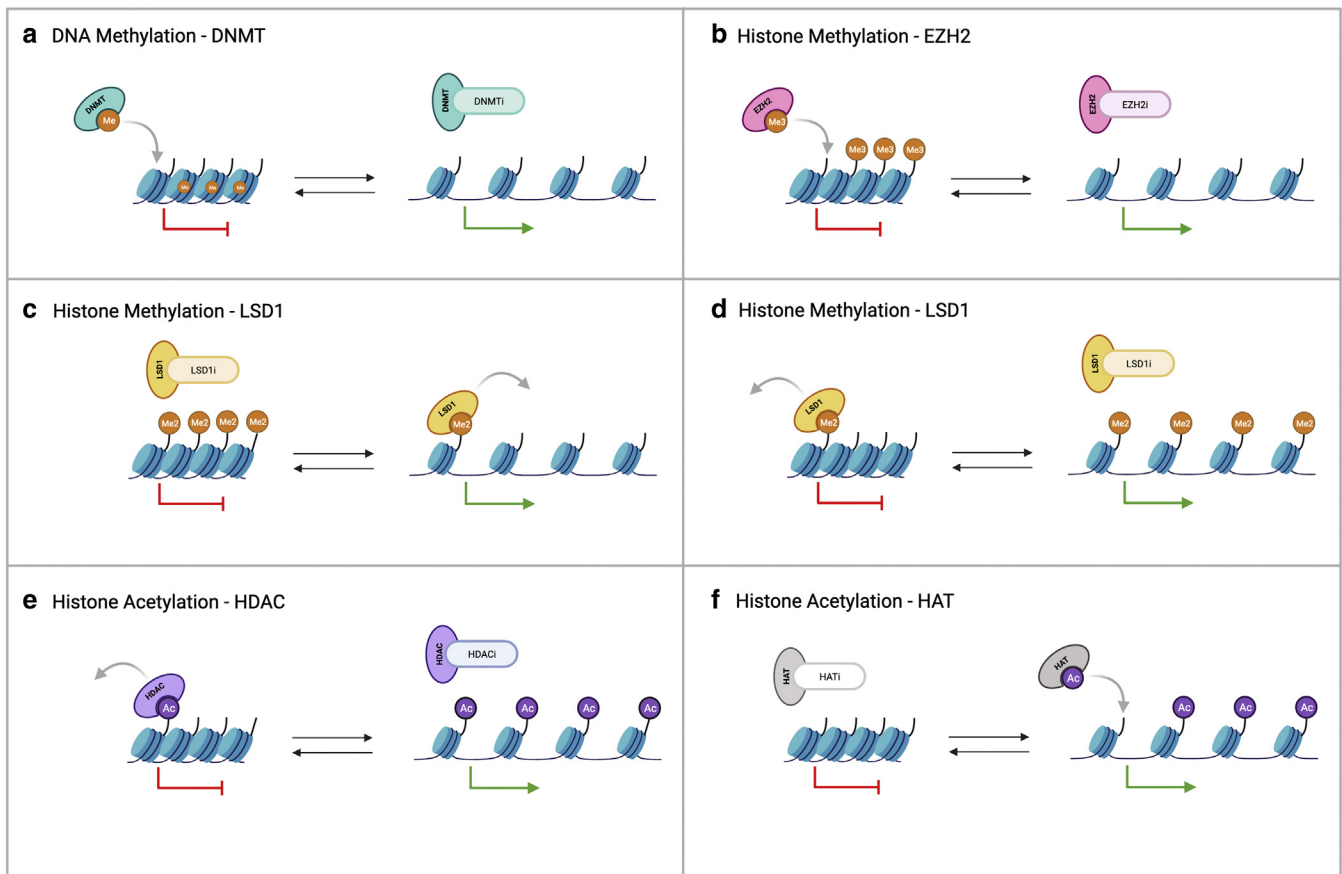 a DNA Methylation - DNMT
DNMT
Me
Me
Me
Me
DNMT
DNMTi
b Histone Methylation - EZH2
EZH2
Me3
Me3
Me3
Me3
EZH2
EZH2i
c Histone Methylation - LSD1
LSD1
LSD1i
Me2
Me2
Me2
Me2
LSD1
Me2
d Histone Methylation - LSD1
LSD1
Me2
LSD1
LSD1i
Me2
Me2
Me2
Me2
e Histone Acetylation - HDAC
HDAC
Ac
HDAC
HDACi
Ac
Ac
Ac
Ac
f Histone Acetylation - HAT
HAT
HATi
HAT
Ac
Ac
Ac
Ac